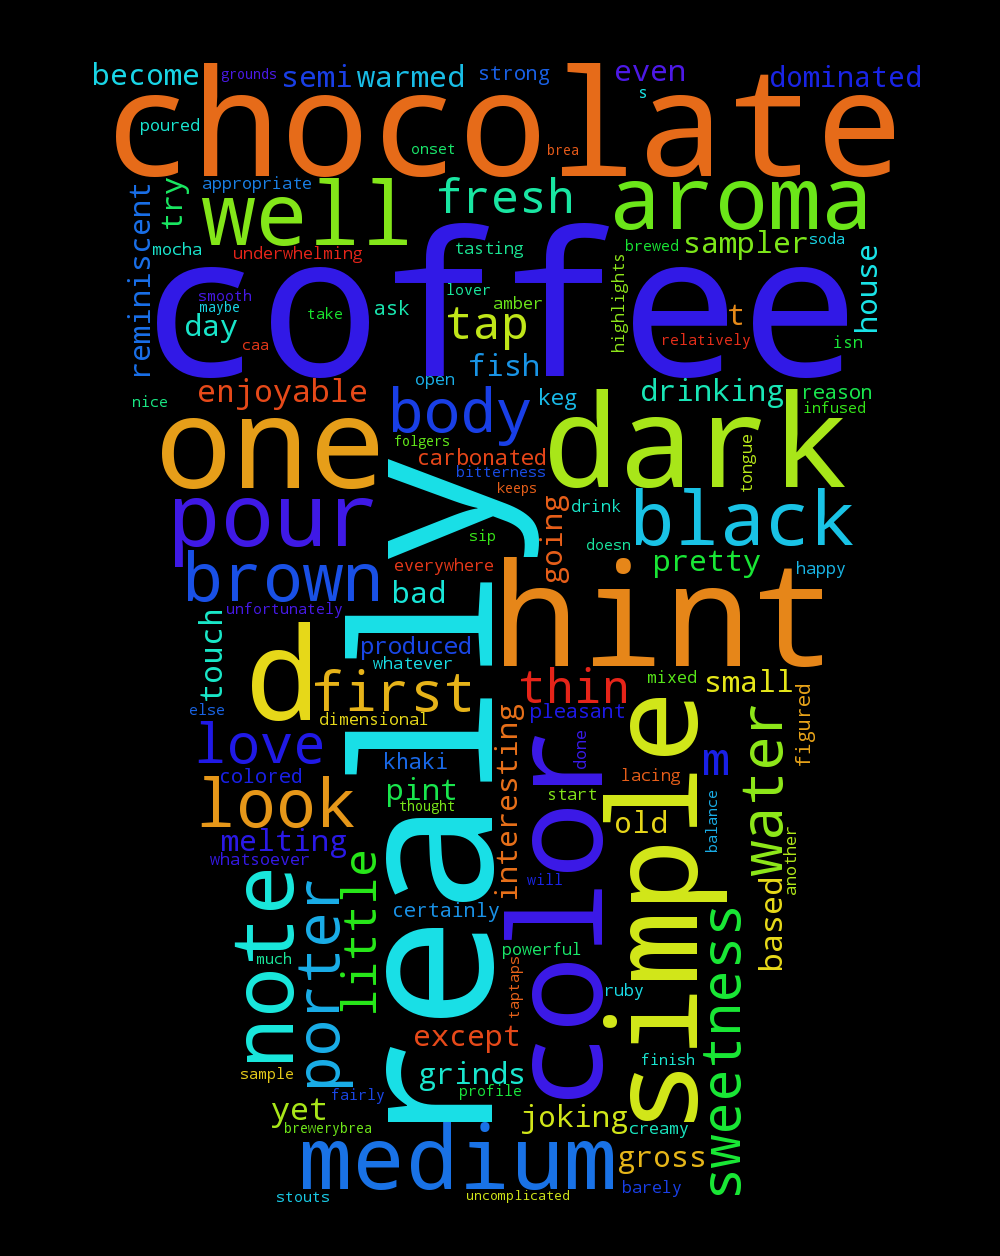 become grounds semi warmed strong even s dominated
chocolate
poured onset brea
appropriate
reminiscent try well fresh aroma
mocha underwhelming tasting brewed sampler soda house
coffee
smooth maybe lover amber highlights
day take ask tap t
caa relatively isn
fish
open
nice enjoyable body keg drinking reason infused
one folgers dark
carbonated tongue
bitterness
keeps
pour really going drink black
sip doesn
brown everywhere pretty happy
bad hint
unfortunately
touch d produced
whatever
else first thin mixed small figured
dimensional pleasant
love khaki interesting done lacing m water
colored
look pint start color simple balance
thought old
melting another
whatsoever
little will based
note porter certainly sweetness
much powerful
taptaps ruby
except
sample grinds finish
fairly profile
yet joking creamy
brewerybrea
medium gross
stouts uncomplicated barely